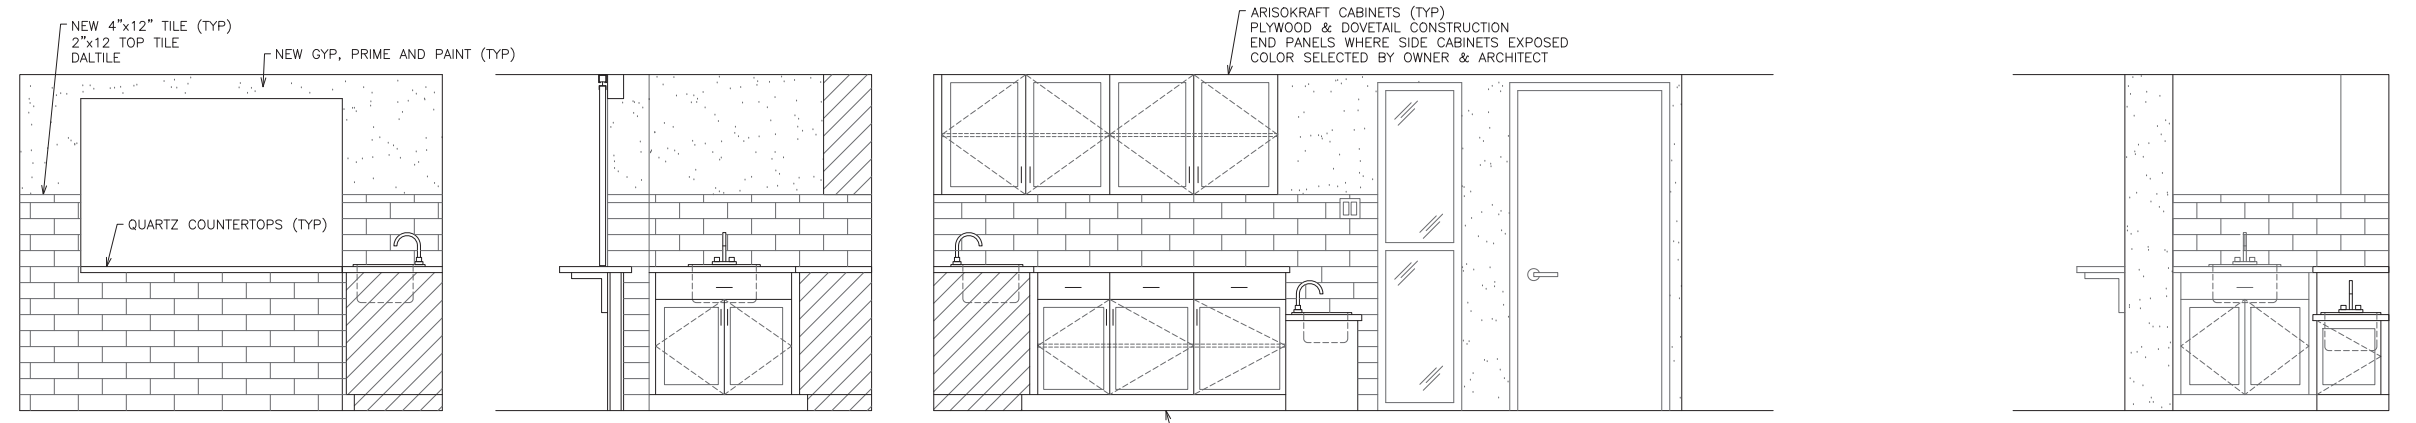 NEW 4"x12" TILE (TYP)
2"x12 TOP TILE
DALTILE
NEW GYP, PRIME AND PAINT (TYP)
QUARTZ COUNTERTOPS (TYP)
ARISOKRAFT CABINETS (TYP)
PLYWOOD & DOVETAIL CONSTRUCTION
END PANELS WHERE SIDE CABINETS EXPOSED
COLOR SELECTED BY OWNER & ARCHITECT